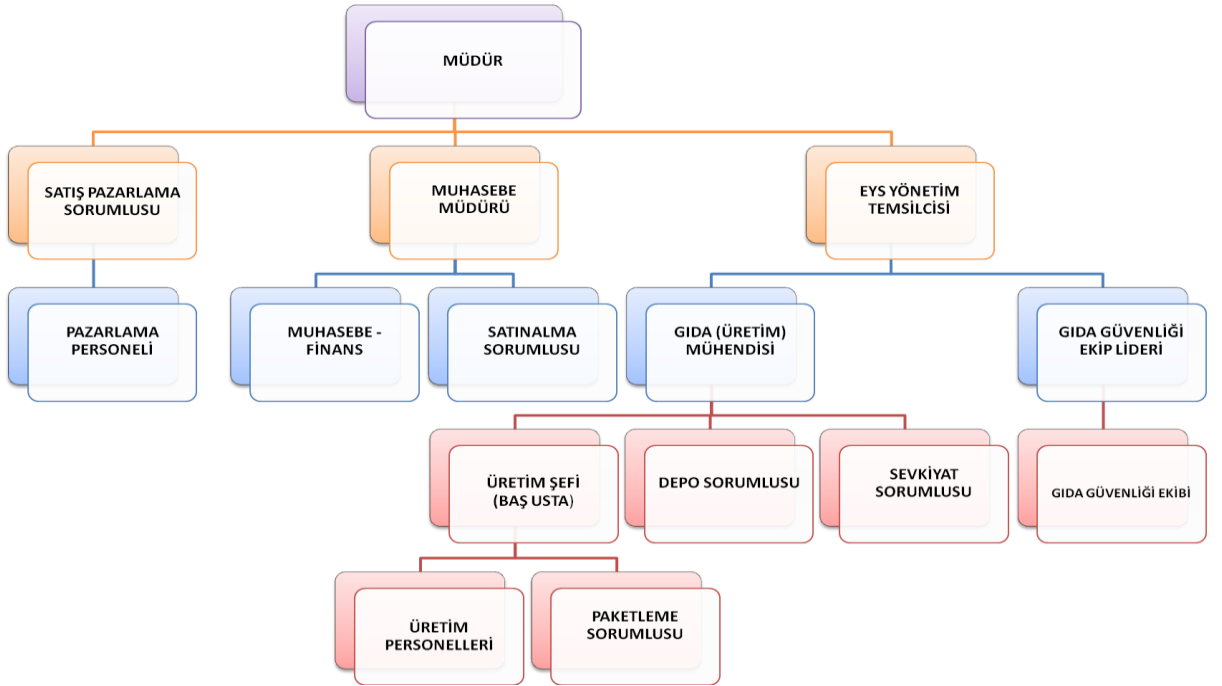 MÜDÜR
SATIŞ PAZARLAMA
SORUMLUSU
MUHASEBE
MÜDÜRÜ
EYS YÖNETİM
TEMSİLCİSİ
PAZARLAMA
PERSONELİ
MUHASEBE -
FİNANS
SATINALMA
SORUMLUSU
GIDA (ÜRETİM)
MÜHENDİSİ
GIDA GÜVENLİĞİ
EKİP LİDERİ
ÜRETİM ŞEFİ
(BAŞ USTA)
DEPO SORUMLUSU
SEVKİYAT
SORUMLUSU
GIDA GÜVENLİĞİ EKİBİ
ÜRETİM
PERSONELLERİ
PAKETLEME
SORUMLUSU